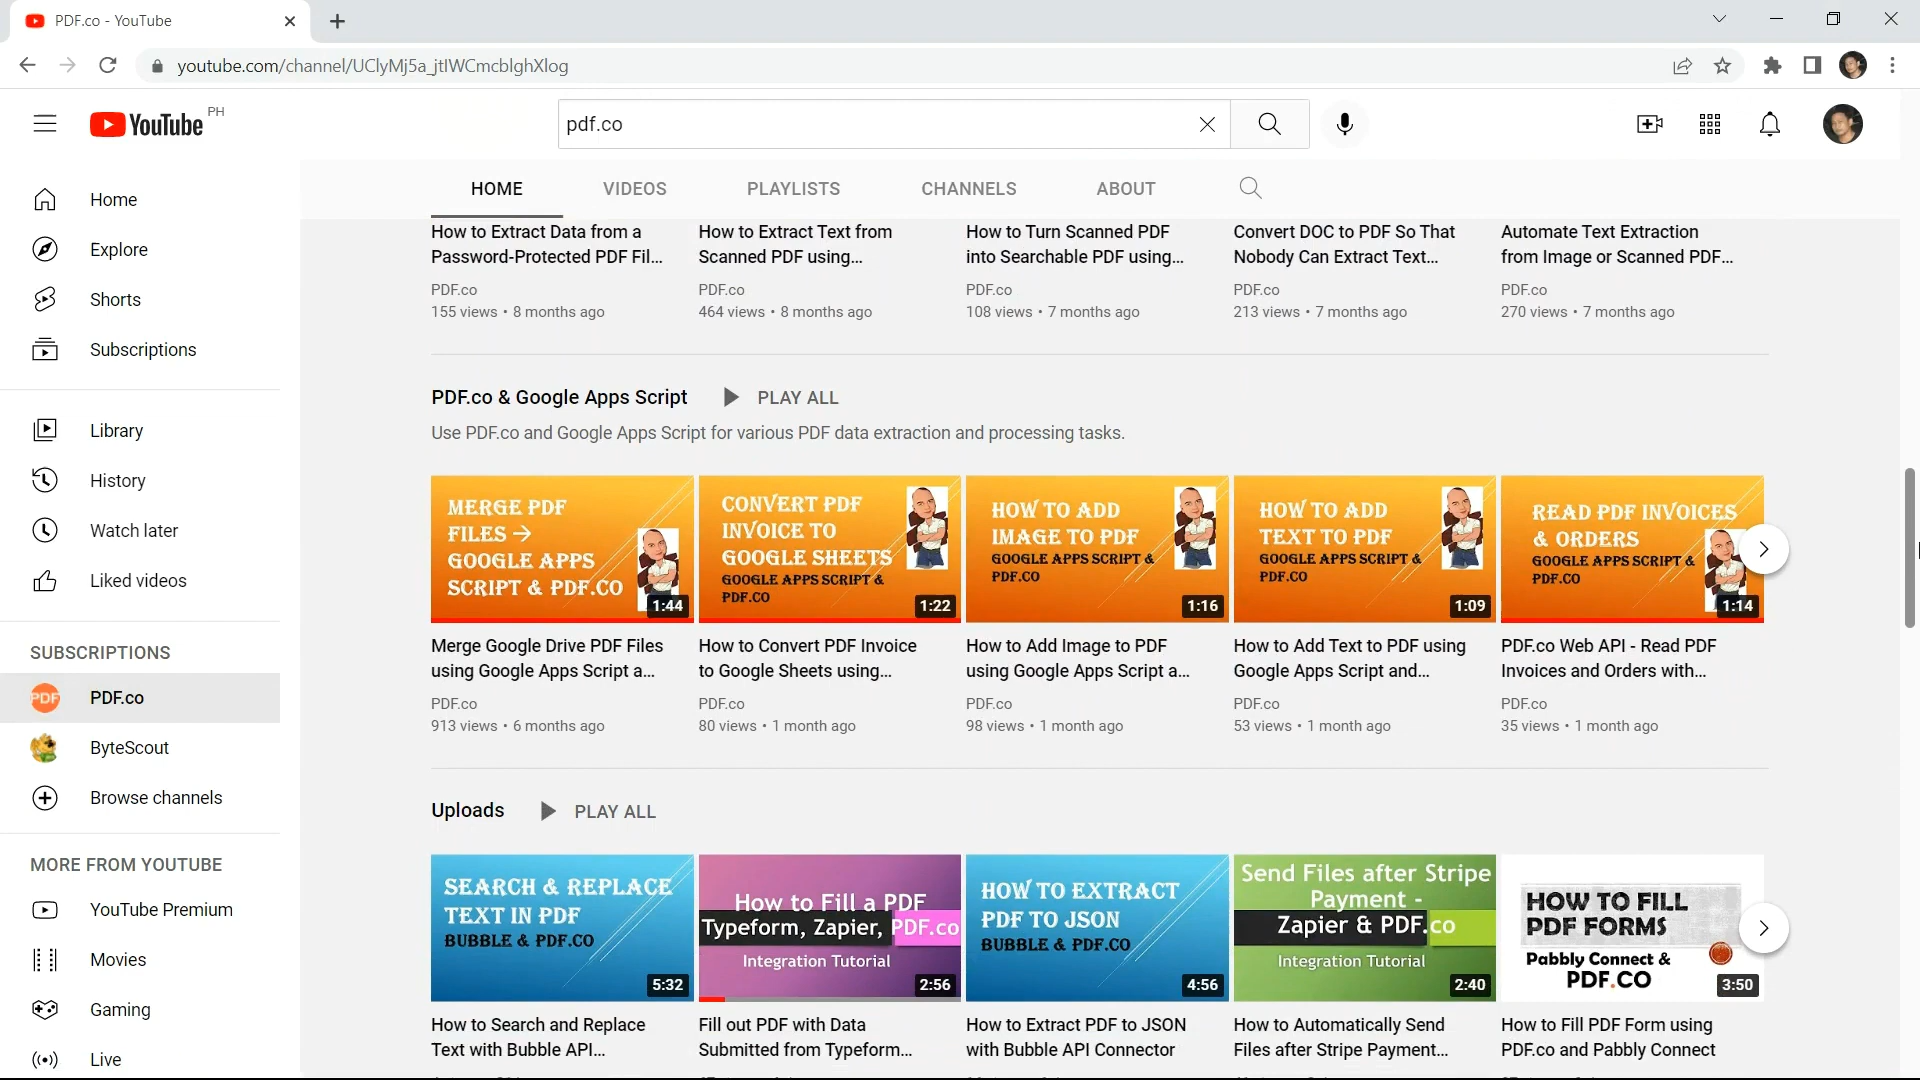 PDF.co - YouTube
youtube.com/channel/UClyMj5a_jtIWCmcblghXlog
YouTube PH
pdf.co
HOME VIDEOS PLAYLISTS CHANNELS ABOUT
Home
Explore
Shorts
Subscriptions
Library
History
Watch later
Liked videos
SUBSCRIPTIONS
PDF PDF.co
ByteScout
Browse channels
MORE FROM YOUTUBE
YouTube Premium
Movies
Gaming
Live
How to Extract Data from a
Password-Protected PDF Fil...
PDF.co
155 views • 8 months ago
How to Extract Text from
Scanned PDF using...
PDF.co
464 views • 8 months ago
How to Turn Scanned PDF
into Searchable PDF using...
PDF.co
108 views • 7 months ago
Convert DOC to PDF So That
Nobody Can Extract Text...
PDF.co
213 views • 7 months ago
Automate Text Extraction
from Image or Scanned PDF...
PDF.co
270 views • 7 months ago
PDF.co & Google Apps Script PLAY ALL
Use PDF.co and Google Apps Script for various PDF data extraction and processing tasks.
MERGE PDF
FILES →
GOOGLE APPS
SCRIPT & PDF.CO
1:44
Merge Google Drive PDF Files
using Google Apps Script a...
PDF.co
913 views • 6 months ago
CONVERT PDF
INVOICE TO
GOOGLE SHEETS
GOOGLE APPS SCRIPT &
PDF.CO
1:22
How to Convert PDF Invoice
to Google Sheets using...
PDF.co
80 views • 1 month ago
HOW TO ADD
IMAGE TO PDF
GOOGLE APPS SCRIPT &
PDF.CO
1:16
How to Add Image to PDF
using Google Apps Script a...
PDF.co
98 views • 1 month ago
HOW TO ADD
TEXT TO PDF
GOOGLE APPS SCRIPT &
PDF.CO
1:09
How to Add Text to PDF using
Google Apps Script and...
PDF.co
53 views • 1 month ago
READ PDF INVOICES
& ORDERS
GOOGLE APPS SCRIPT &
PDF.CO
1:14
PDF.co Web API - Read PDF
Invoices and Orders with...
PDF.co
35 views • 1 month ago
Uploads PLAY ALL
SEARCH & REPLACE
TEXT IN PDF
BUBBLE & PDF.CO
5:32
How to Search and Replace
Text with Bubble API...
How to Fill a PDF
Typeform, Zapier, PDF.co
Integration Tutorial
2:56
Fill out PDF with Data
Submitted from Typeform...
HOW TO EXTRACT
PDF TO JSON
BUBBLE & PDF.CO
4:56
How to Extract PDF to JSON
with Bubble API Connector
Send Files after Stripe
Payment -
Zapier & PDF.co
Integration Tutorial
2:40
How to Automatically Send
Files after Stripe Payment...
HOW TO FILL
PDF FORMS
Pabbly Connect &
PDF.CO
3:50
How to Fill PDF Form using
PDF.co and Pabbly Connect